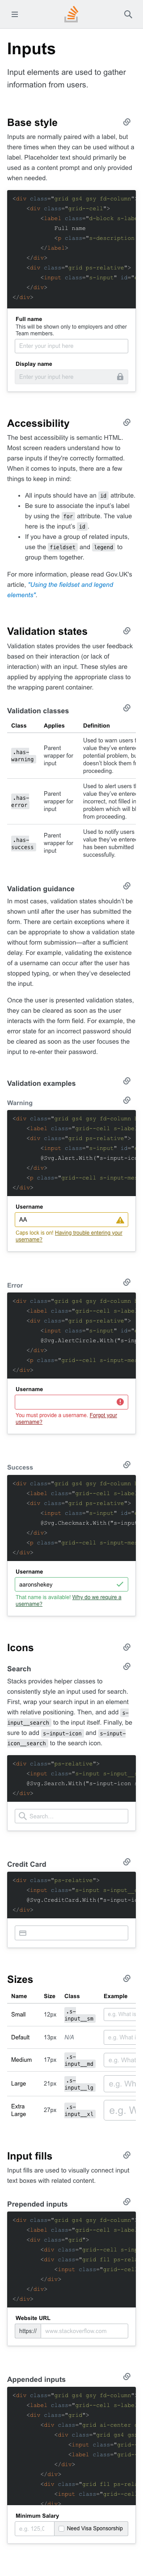 Inputs
Input elements are used to gather
information from users.
Base style
Inputs are normally paired with a label, but
there are times when they can be used without a
label. Placeholder text should primarily be
used as a content prompt and only provided
when needed.
<div class="grid gs4 gsy fd-column"
<div class="grid--cell">
<label class="d-block s-labe
Full name
<p class="s-description
</label>
</div>
<div class="grid ps-relative">
<input class="s-input" id="
</div>
</div>
Full name
This will be shown only to employers and other
Team members.
Enter your input here
Display name
Enter your input here
Accessibility
The best accessibility is semantic HTML.
Most screen readers understand how to
parse inputs if they're correctly formatted.
When it comes to inputs, there are a few
things to keep in mind:
• All inputs should have an id attribute.
• Be sure to associate the input's label
by using the for attribute. The value
here is the input's id .
• If you have a group of related inputs,
use the fieldset and legend to
group them together.
For more information, please read Gov.UK's
article, "Using the fieldset and legend
elements".
Validation states
Validation states provides the user feedback
based on their interaction (or lack of
interaction) with an input. These styles are
applied by applying the appropriate class to
the wrapping parent container.
Validation classes
Class Applies Definition
.has-warning Parent wrapper for input Used to warn users t value they've entere potential problem, bu doesn't block them f proceeding.
.has-error Parent wrapper for input Used to alert users th value they've entere incorrect, not filled in problem which will bl from proceeding.
.has-success Parent wrapper for input Used to notify users value they've entere has been submitted successfully.
Validation guidance
In most cases, validation states shouldn't be
shown until after the user has submitted the
form. There are certain exceptions where it
can be appropriate to show a validation state
without form submission—after a sufficient
delay. For example, validating the existence
of a username can occur after the user has
stopped typing, or when they've deselected
the input.
Once the user is presented validation states,
they can be cleared as soon as the user
interacts with the form field. For example, the
error state for an incorrect password should
be cleared as soon as the user focuses the
input to re-enter their password.
Validation examples
Warning
<div class="grid gs4 gsy fd-column
<label class="grid--cell s-label
<div class="grid ps-relative">
<input class="s-input" id="
@Svg.Alert.With("s-input-ico
</div>
<p class="grid--cell s-input-mes
</div>
Username
AA
Caps lock is on! Having trouble entering your
username?
Error
<div class="grid gs4 gsy fd-column
<label class="grid--cell s-label
<div class="grid ps-relative">
<input class="s-input" id="
@Svg.AlertCircle.With("s-inp
</div>
<p class="grid--cell s-input-mes
</div>
Username
You must provide a username. Forgot your
username?
Success
<div class="grid gs4 gsy fd-column
<label class="grid--cell s-label
<div class="grid ps-relative">
<input class="s-input" id="
@Svg.Checkmark.With("s-input
</div>
<p class="grid--cell s-input-mes
</div>
Username
aaronshekey
That name is available! Why do we require a
username?
Icons
Search
Stacks provides helper classes to
consistently style an input used for search.
First, wrap your search input in an element
with relative positioning. Then, and add s-
input__search to the input itself. Finally, be
sure to add s-input-icon and s-input-
icon__search to the search icon.
<div class="ps-relative">
<input class="s-input s-input__s
@Svg.Search.With("s-input-icon s
</div>
Search…
Credit Card
<div class="ps-relative">
<input class="s-input s-input__c
@Svg.CreditCard.With("s-input-ic
</div>
Sizes
Name Size Class Example
Small 12px .s-input__sm e.g. What is
Default 13px N/A e.g. What i
Medium 17px .s-input__md e.g. What
Large 21px .s-input__lg e.g. Wh
Extra Large 27px .s-input__xl e.g. W
Input fills
Input fills are used to visually connect input
text boxes with related content.
Prepended inputs
<div class="grid gs4 gsy fd-column"
<label class="grid--cell s-label
<div class="grid">
<div class="grid--cell s-inp
<div class="grid fl1 ps-rela
<input class="grid--cell
</div>
</div>
</div>
Website URL
https:// www.stackoverflow.com
Appended inputs
<div class="grid gs4 gsy fd-column"
<label class="grid--cell s-label
<div class="grid">
<div class="grid ai-center o
<div class="grid gs4 gsx
<input class="grid--
<label class="grid--
</div>
</div>
<div class="grid fl1 ps-rela
<input class="grid--cell
Minimum Salary
e.g. 125,0 Need Visa Sponsorship